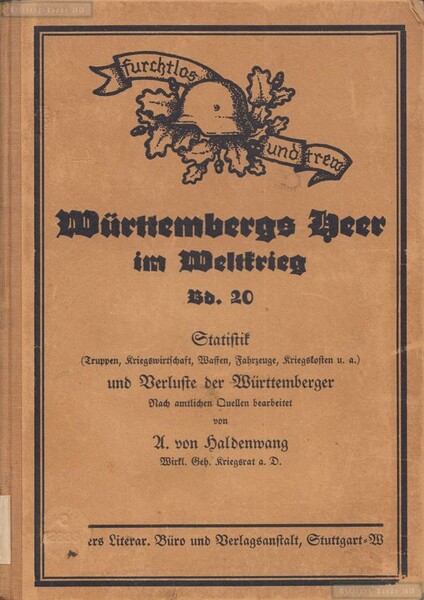 furchtlos
und trew
Württembergs Heer
im Weltkrieg
Bd. 20
Statistik
(Truppen, Kriegswirtschaft, Waffen, Fahrzeuge, Kriegskosten u. a.)
und Verluste der Württemberger
Nach amtlichen Quellen bearbeitet
von
A. von Haldenwang
Wirkl. Geh. Kriegsrat a. D.
ers Literar. Büro und Verlagsanstalt, Stuttgart-W